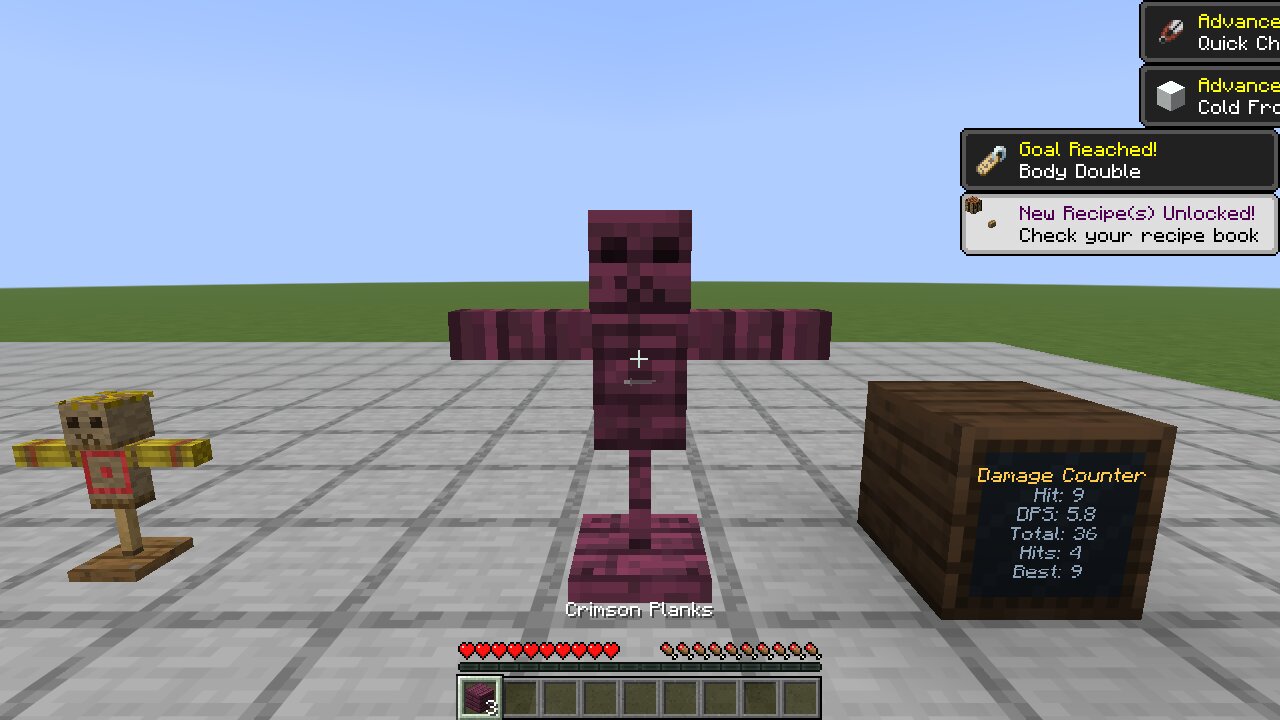 Advance
Quick Ch
Advance
Cold Fro
Goal Reached!
Body Double
New Recipe(s) Unlocked!
Check your recipe book
Damage Counter
Hit: 9
DPS: 5.8
Total: 36
Hits: 4
Best: 9
Crimson Planks
3